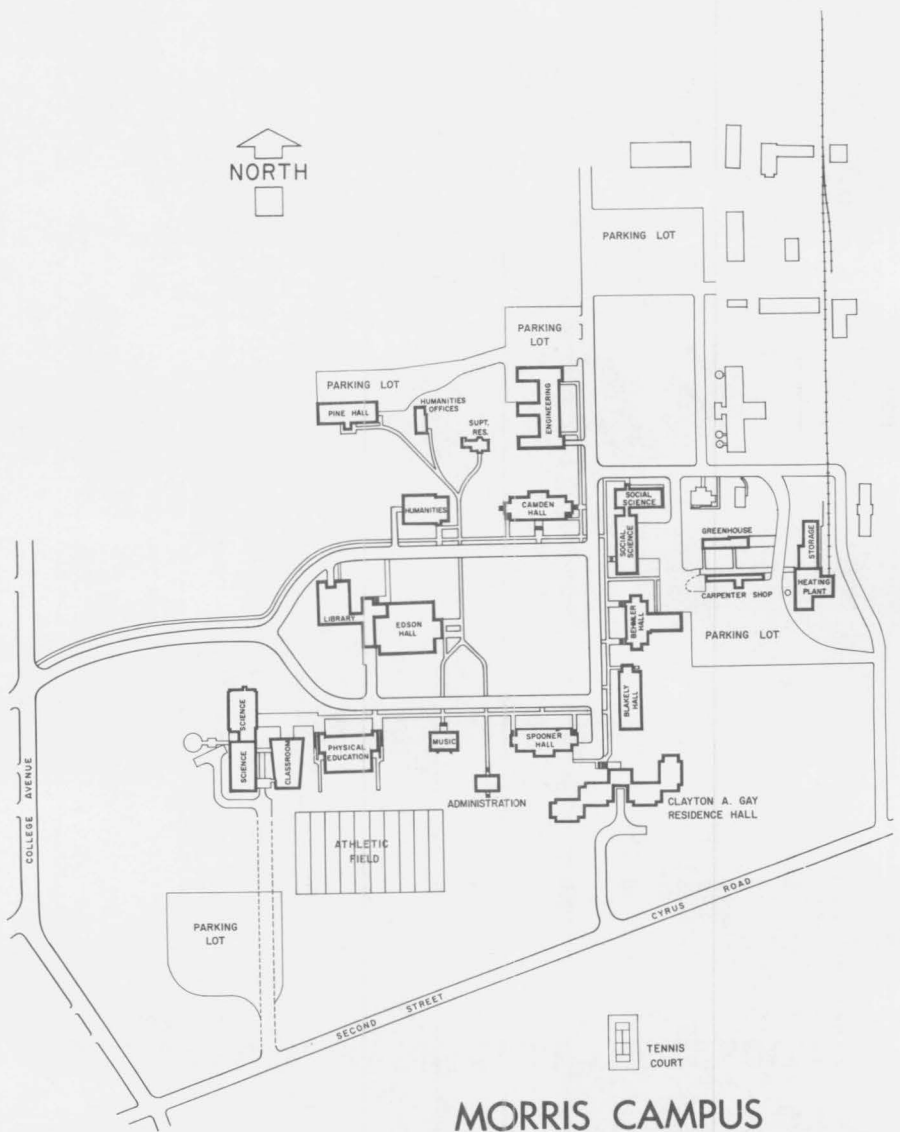 NORTH
PARKING LOT
PARKING
LOT
PARKING LOT
PINE HALL
HUMANITIES
OFFICES
ENGINEERING
SUPT.
RES.
SOCIAL
SCIENCE
HUMANITIES
CAMDEN
HALL
SOCIAL
SCIENCE
GREENHOUSE
STORAGE
HEATING
PLANT
CARPENTER SHOP
LIBRARY
EDSON
HALL
BEHMLER
HALL
PARKING LOT
BLAKELY
HALL
SCIENCE
SCIENCE
CLASSROOM
PHYSICAL
EDUCATION
MUSIC
SPOONER
HALL
ADMINISTRATION
CLAYTON A. GAY
RESIDENCE HALL
COLLEGE AVENUE
ATHLETIC
FIELD
CYRUS ROAD
PARKING
LOT
SECOND STREET
TENNIS
COURT
MORRIS CAMPUS